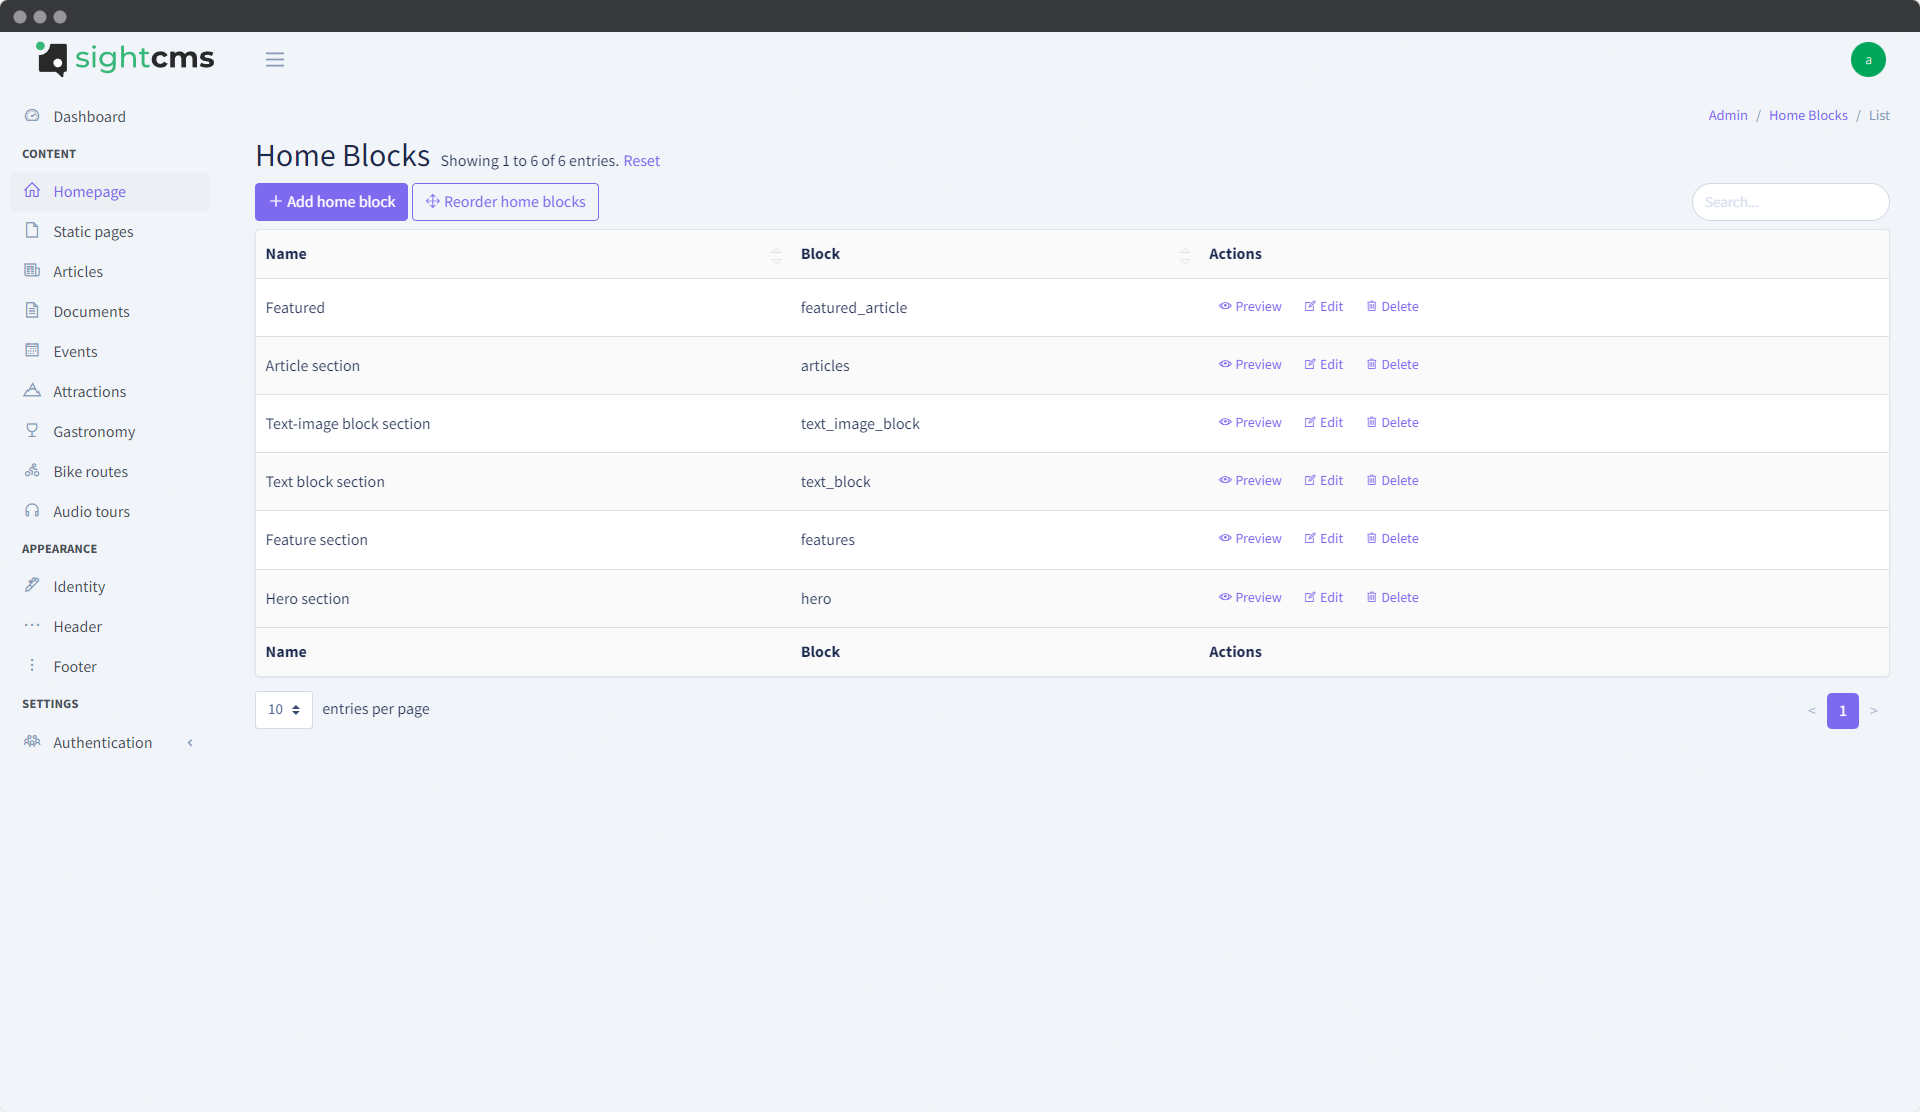 sightcms
a
Dashboard
CONTENT
Homepage
Static pages
Articles
Documents
Events
Attractions
Gastronomy
Bike routes
Audio tours
APPEARANCE
Identity
Header
Footer
SETTINGS
Authentication
Admin / Home Blocks / List
Home Blocks Showing 1 to 6 of 6 entries. Reset
Add home block Reorder home blocks Search...
Name Block Actions
Featured featured_article Preview Edit Delete
Article section articles Preview Edit Delete
Text-image block section text_image_block Preview Edit Delete
Text block section text_block Preview Edit Delete
Feature section features Preview Edit Delete
Hero section hero Preview Edit Delete
Name Block Actions
10 entries per page < 1 >